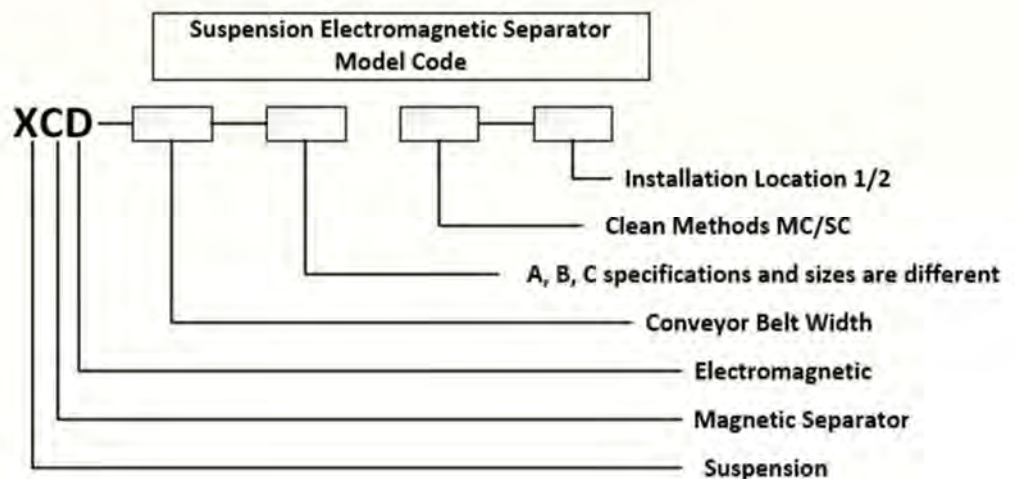 Suspension Electromagnetic Separator
Model Code
XCD
Installation Location 1/2
Clean Methods MC/SC
A, B, C specifications and sizes are different
Conveyor Belt Width
Electromagnetic
Magnetic Separator
Suspension